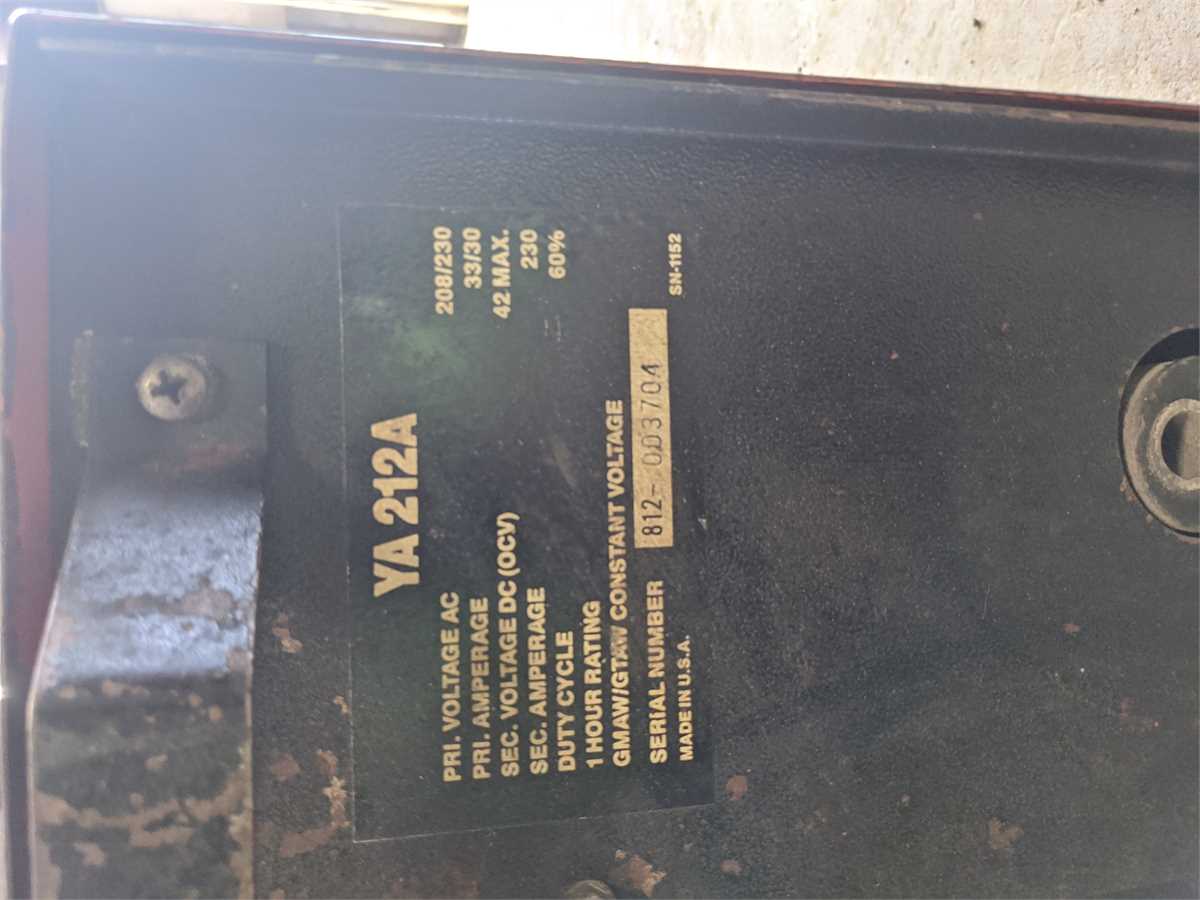 YA 212A
PRI. VOLTAGE AC 208/230
PRI. AMPERAGE 33/30
SEC. VOLTAGE DC (OCV) 42 MAX.
SEC. AMPERAGE 230
DUTY CYCLE 60%
1 HOUR RATING
GMAW/GTAW CONSTANT VOLTAGE
SERIAL NUMBER 812-003704
MADE IN U.S.A. SN-1152